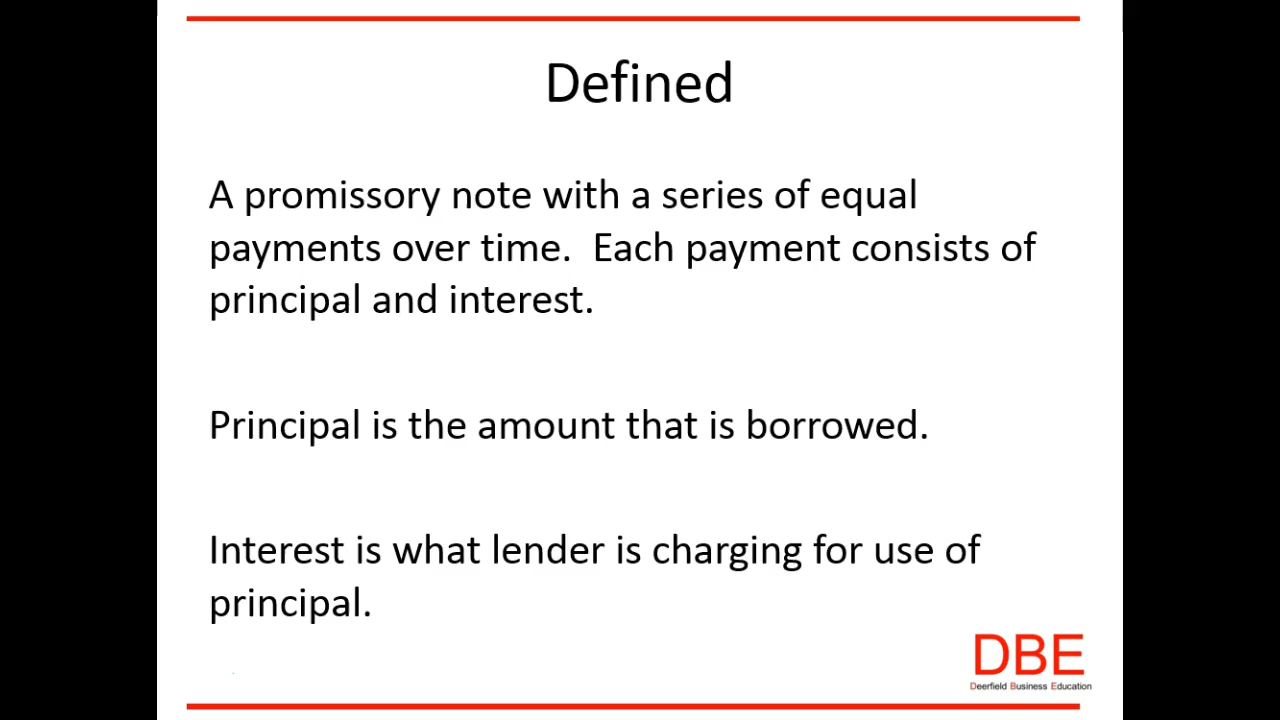 Defined
A promissory note with a series of equal
payments over time.  Each payment consists of
principal and interest.
Principal is the amount that is borrowed.
Interest is what lender is charging for use of
principal.
DBE
Deerfield Business Education